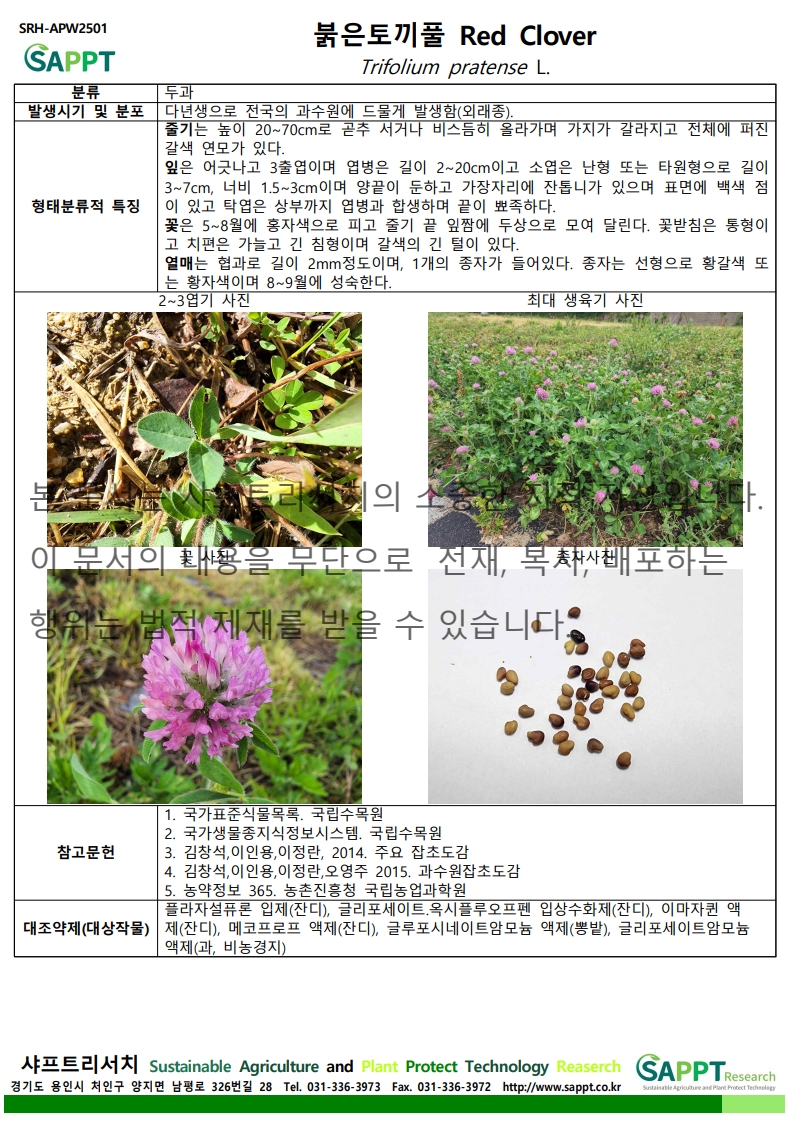 SRH-APW2501
SAPPT
붉은토끼풀 Red Clover
Trifolium pratense L.
분류 두과
발생시기 및 분포 다년생으로 전국의 과수원에 드물게 발생함(외래종).
형태분류적 특징
줄기는 높이 20~70cm로 곧추 서거나 비스듬히 올라가며 가지가 갈라지고 전체에 퍼진
갈색 연모가 있다.
잎은 어긋나고 3출엽이며 엽병은 길이 2~20cm이고 소엽은 난형 또는 타원형으로 길이
3~7cm, 너비 1.5~3cm이며 양끝이 둔하고 가장자리에 잔톱니가 있으며 표면에 백색 점
이 있고 탁엽은 상부까지 엽병과 합생하며 끝이 뾰족하다.
꽃은 5~8월에 홍자색으로 피고 줄기 끝 잎짬에 두상으로 모여 달린다. 꽃받침은 통형이
고 치편은 가늘고 긴 침형이며 갈색의 긴 털이 있다.
열매는 협과로 길이 2mm정도이며, 1개의 종자가 들어있다. 종자는 선형으로 황갈색 또
는 황자색이며 8~9월에 성숙한다.
2~3엽기 사진 최대 생육기 사진
본 문서는 샤프트리서치의 소중한 지적 자산입니다.
꽃 사진 종자사진
이 문서의 내용을 무단으로 전재, 복사, 배포하는
행위는 법적 제재를 받을 수 있습니다.
참고문헌
1. 국가표준식물목록. 국립수목원
2. 국가생물종지식정보시스템. 국립수목원
3. 김창석,이인용,이정란, 2014. 주요 잡초도감
4. 김창석,이인용,이정란,오영주 2015. 과수원잡초도감
5. 농약정보 365. 농촌진흥청 국립농업과학원
대조약제(대상작물)
플라자설퓨론 입제(잔디), 글리포세이트.옥시플루오프펜 입상수화제(잔디), 이마자퀸 액
제(잔디), 메코프로프 액제(잔디), 글루포시네이트암모늄 액제(뽕밭), 글리포세이트암모늄
액제(과, 비농경지)
샤프트리서치 Sustainable Agriculture and Plant Protect Technology Reaserch
경기도 용인시 처인구 양지면 남평로 326번길 28 Tel. 031-336-3973 Fax. 031-336-3972 http://www.sappt.co.kr
SAPPT Research
Sustainable Agriculture and Plant Protect Technology